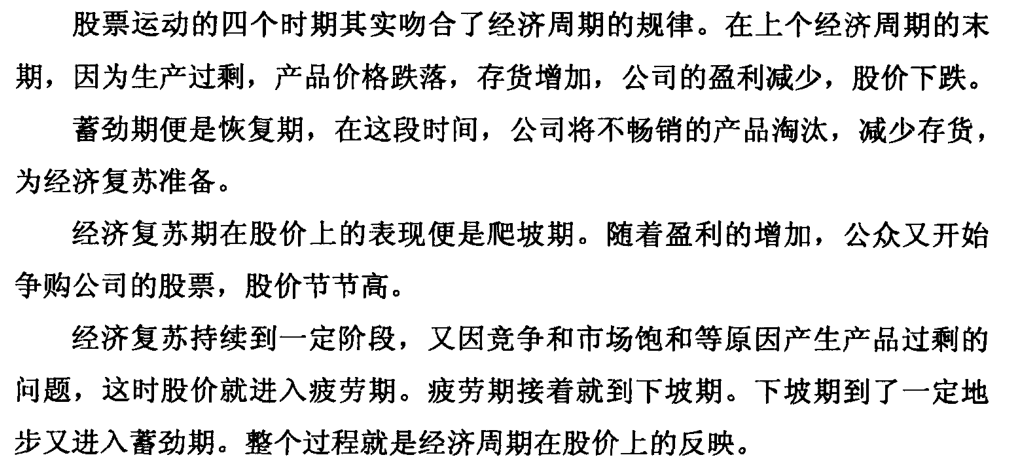 股票运动的四个时期其实吻合了经济周期的规律。在上个经济周期的末
期，因为生产过剩，产品价格跌落，存货增加，公司的盈利减少，股价下跌。
蓄劲期便是恢复期，在这段时间，公司将不畅销的产品淘汰，减少存货，
为经济复苏准备。
经济复苏期在股价上的表现便是爬坡期。随着盈利的增加，公众又开始
争购公司的股票，股价节节高。
经济复苏持续到一定阶段，又因竞争和市场饱和等原因产生产品过剩的
问题，这时股价就进入疲劳期。疲劳期接着就到下坡期。下坡期到了一定地
步又进入蓄劲期。整个过程就是经济周期在股价上的反映。